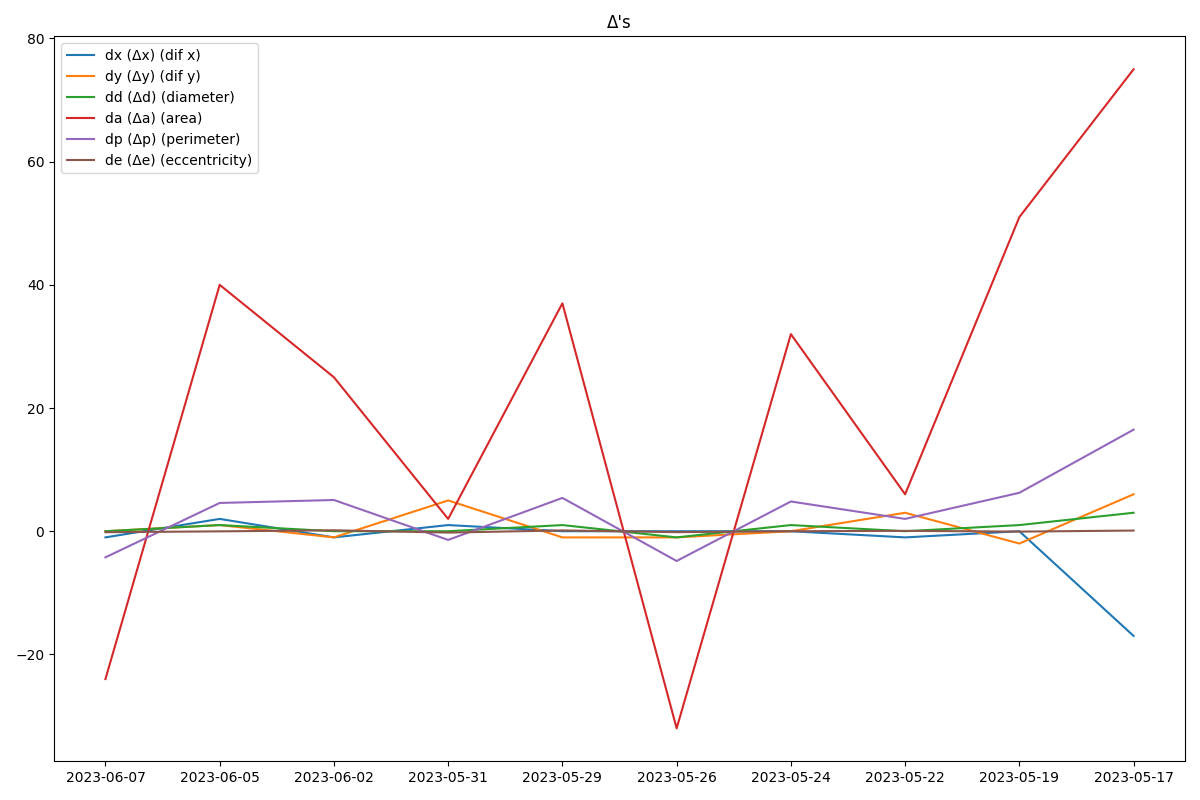 Δ's
80
60
40
20
0
−20
dx (Δx) (dif x)
dy (Δy) (dif y)
dd (Δd) (diameter)
da (Δa) (area)
dp (Δp) (perimeter)
de (Δe) (eccentricity)
2023-06-07 2023-06-05 2023-06-02 2023-05-31 2023-05-29 2023-05-26 2023-05-24 2023-05-22 2023-05-19 2023-05-17